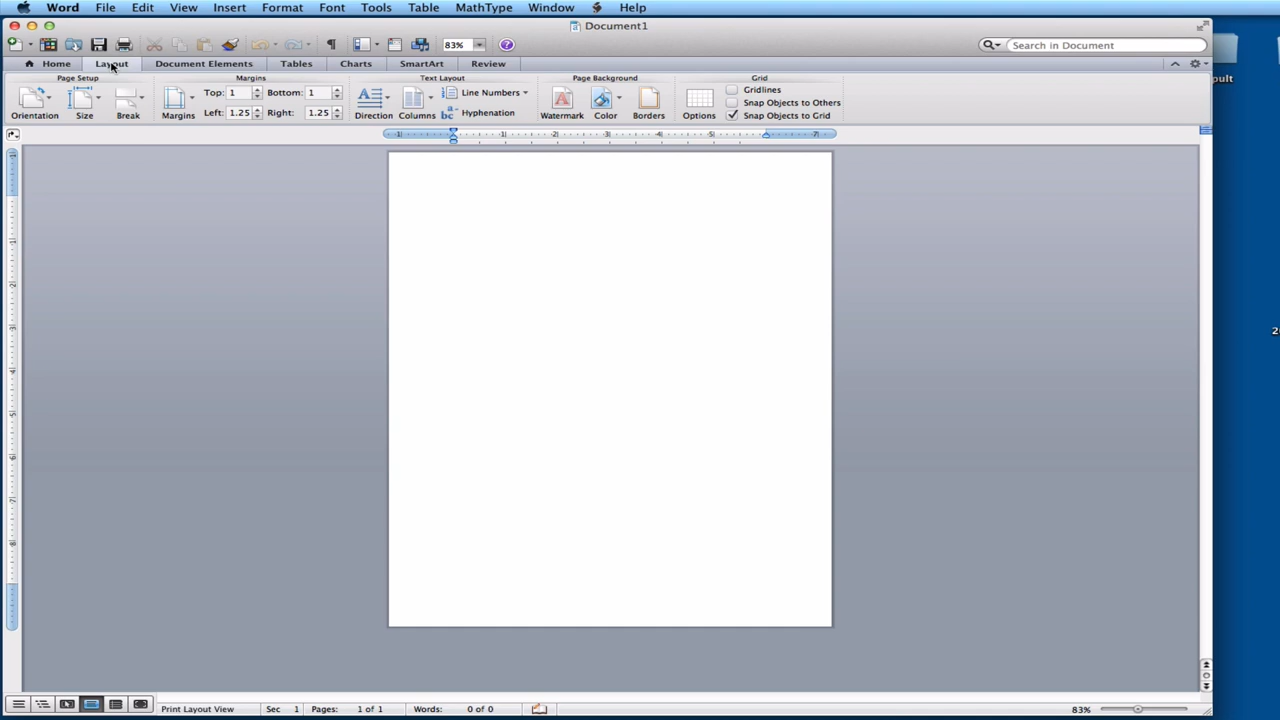 Word File Edit View Insert Format Font Tools Table MathType Window Help
Document1
83% Search in Document
Home Layout Document Elements Tables Charts SmartArt Review
Page Setup Margins Text Layout Page Background Grid
Orientation Size Break
Margins Top: 1 Bottom: 1
Left: 1.25 Right: 1.25
Direction Columns Line Numbers
Hyphenation
Watermark Color Borders
Options Gridlines
Snap Objects to Others
Snap Objects to Grid
pult
Print Layout View Sec 1 Pages: 1 of 1 Words: 0 of 0 83%